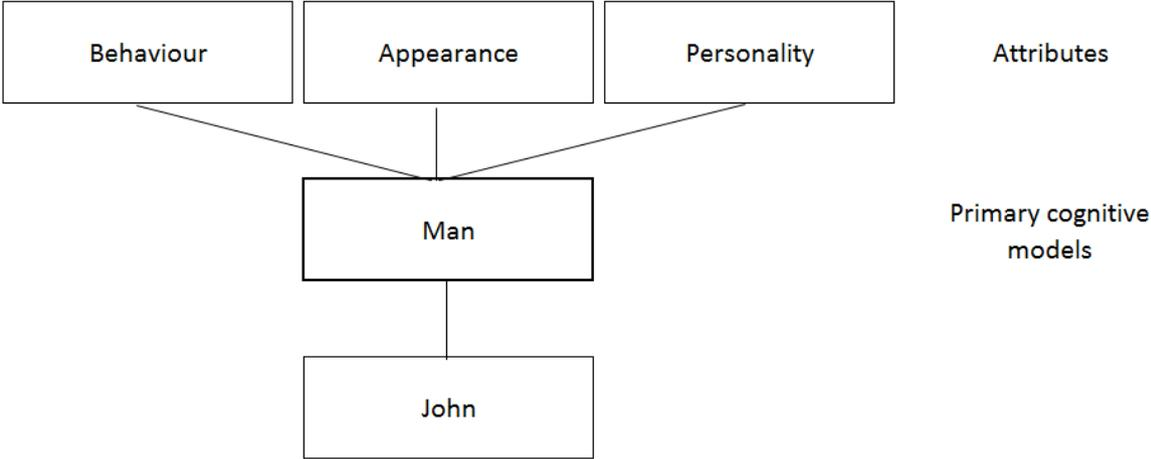 Behaviour
Appearance
Personality
Attributes
Man
Primary cognitive
models
John